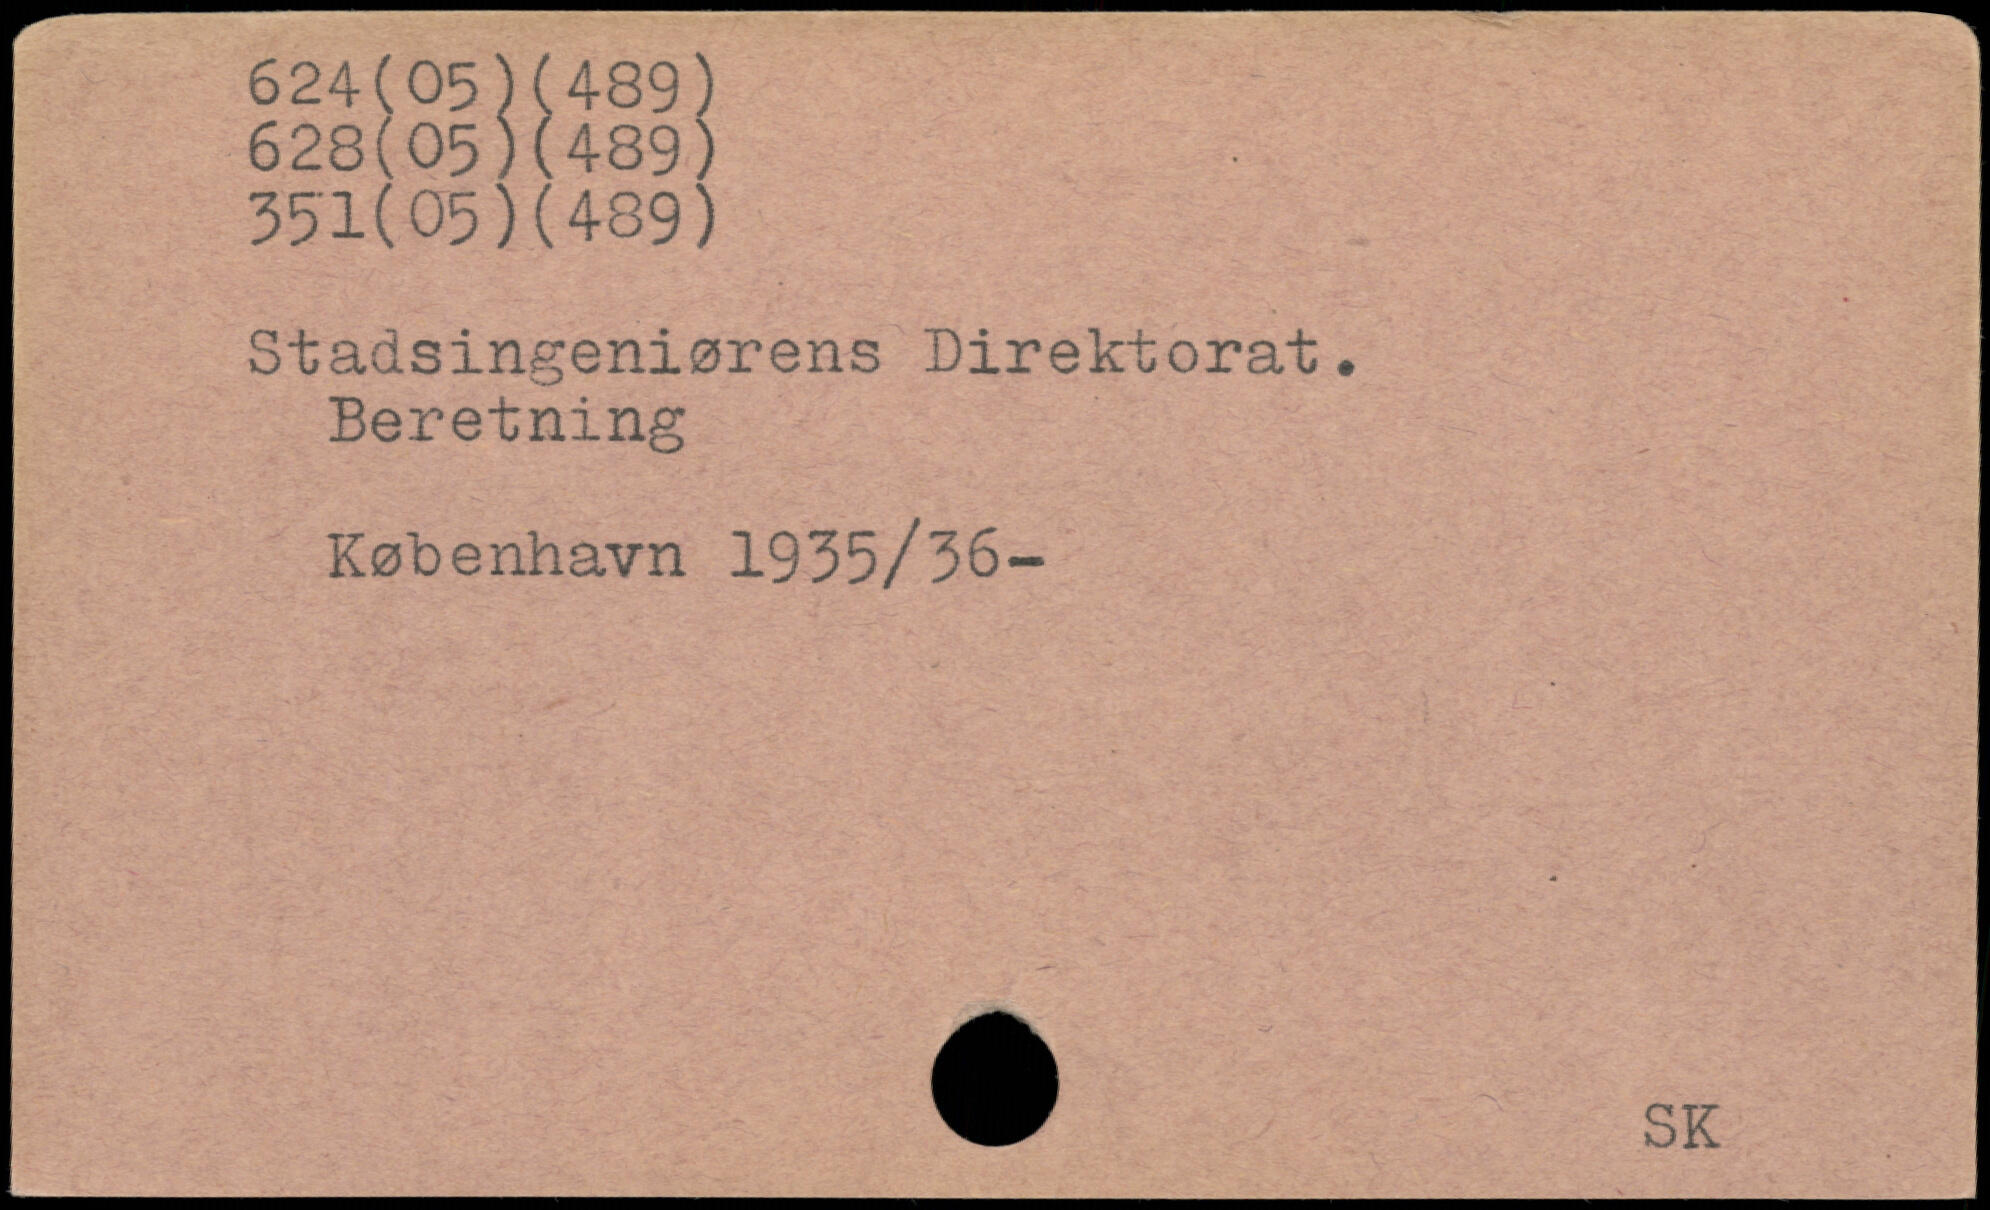 624(05)(489)
628(05)(489)
351(05)(489)
Stadsingeniørens Direktorat.
Beretning
København 1935/36-
SK